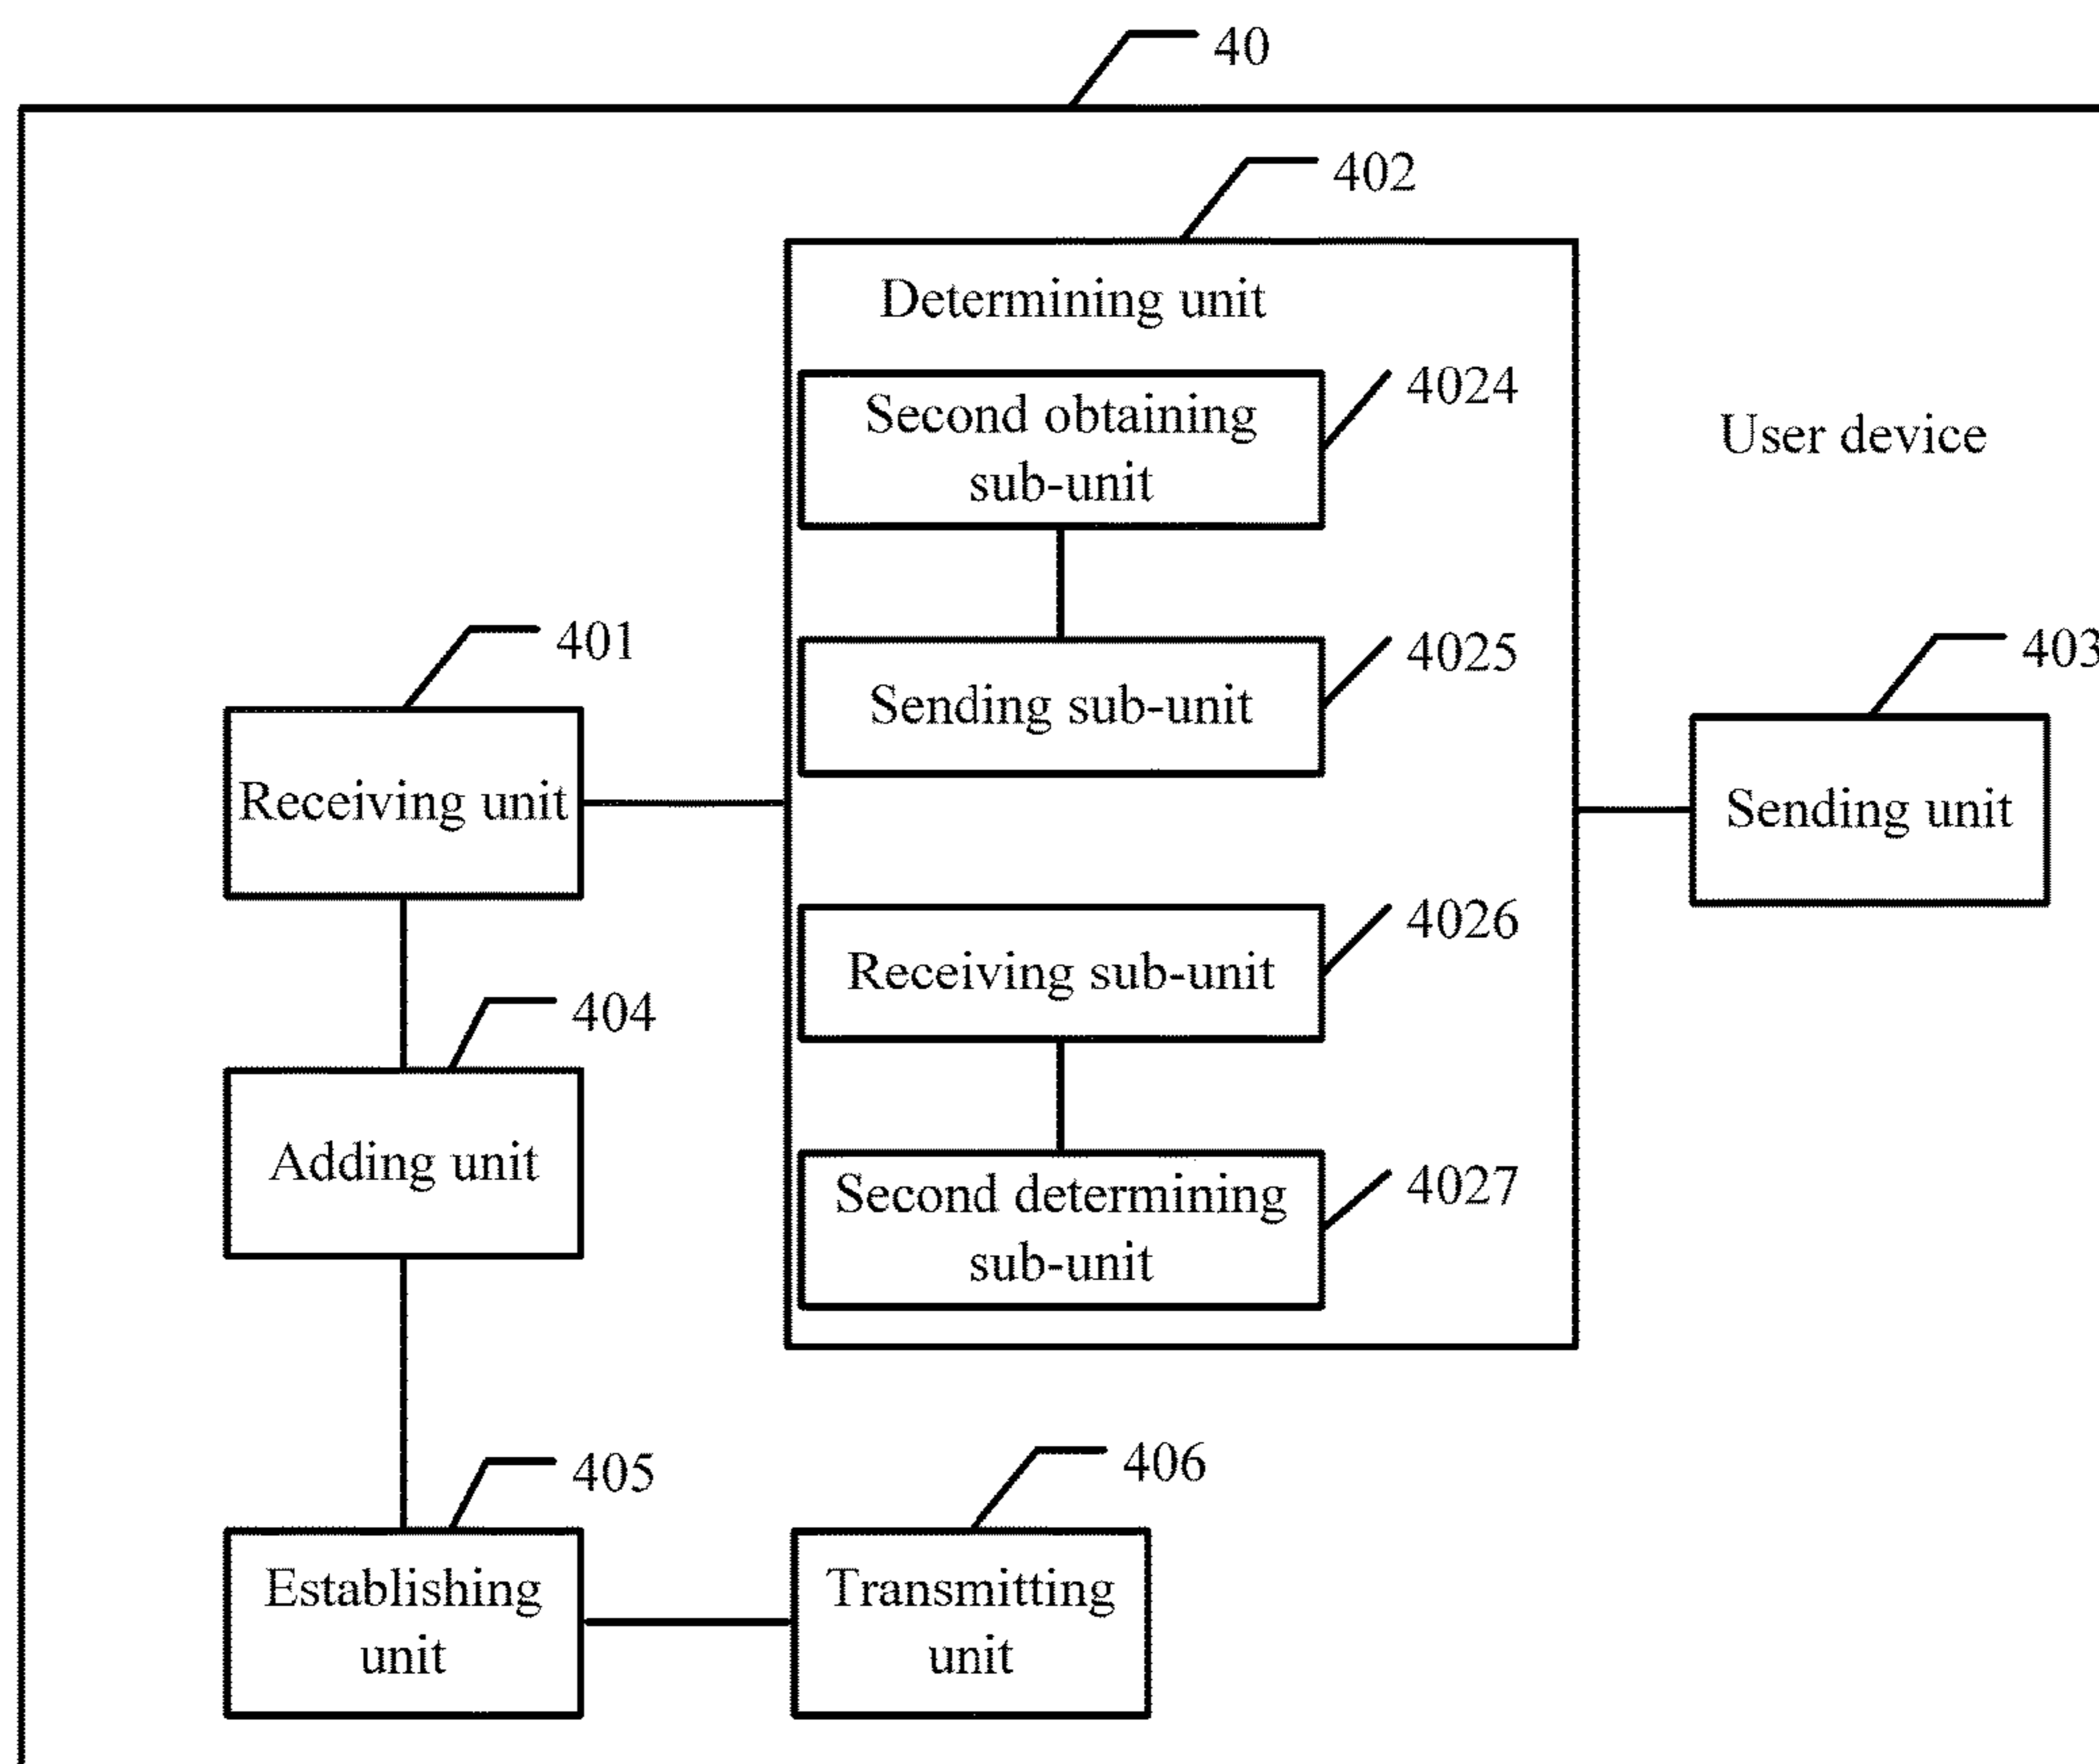 40
402
Determining unit
4024
Second obtaining
sub-unit
User device
4025
Sending sub-unit
401
Receiving unit
403
Sending unit
4026
Receiving sub-unit
404
Adding unit
4027
Second determining
sub-unit
405
Establishing
unit
406
Transmitting
unit